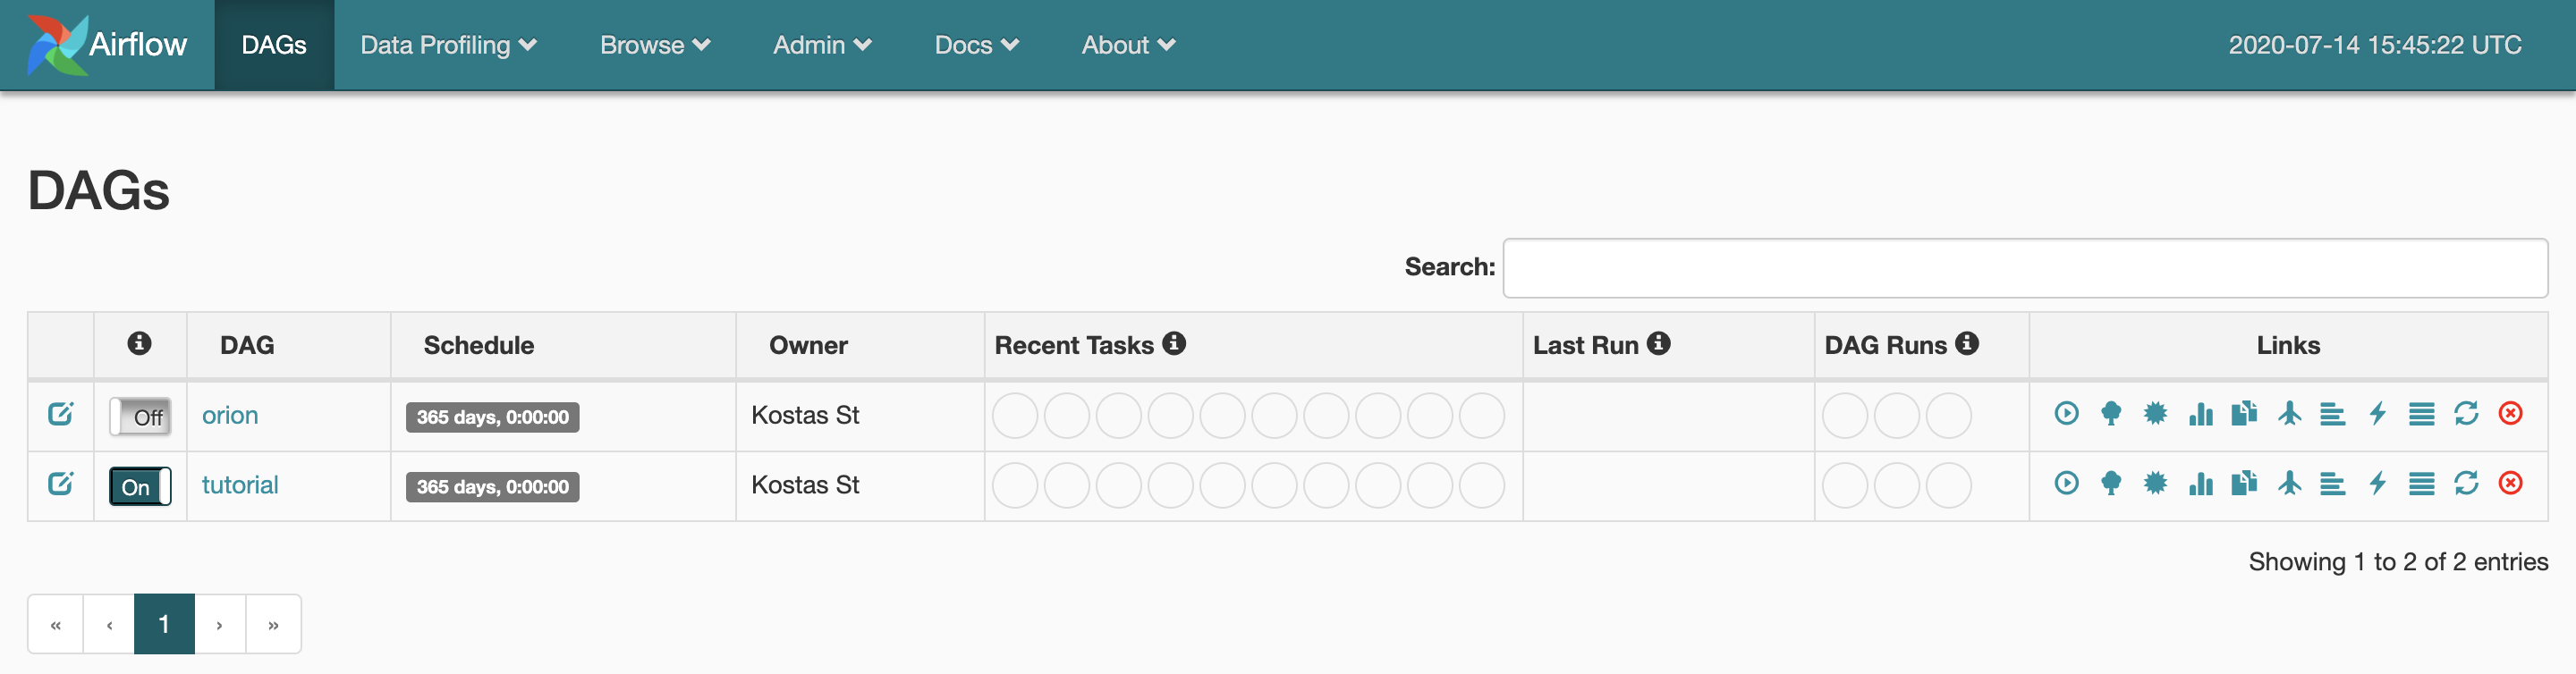 Airflow DAGs Data Profiling Browse Admin Docs About 2020-07-14 15:45:22 UTC
DAGs
Search:
DAG Schedule Owner Recent Tasks Last Run DAG Runs Links
Off orion 365 days, 0:00:00 Kostas St
On tutorial 365 days, 0:00:00 Kostas St
Showing 1 to 2 of 2 entries
« ‹ 1 › »